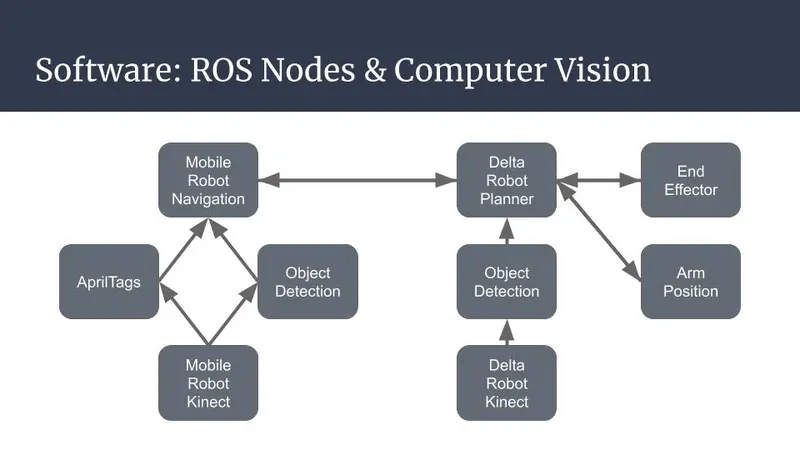 Software: ROS Nodes & Computer Vision
Mobile
Robot
Navigation
Delta
Robot
Planner
End
Effector
AprilTags
Object
Detection
Object
Detection
Arm
Position
Mobile
Robot
Kinect
Delta
Robot
Kinect